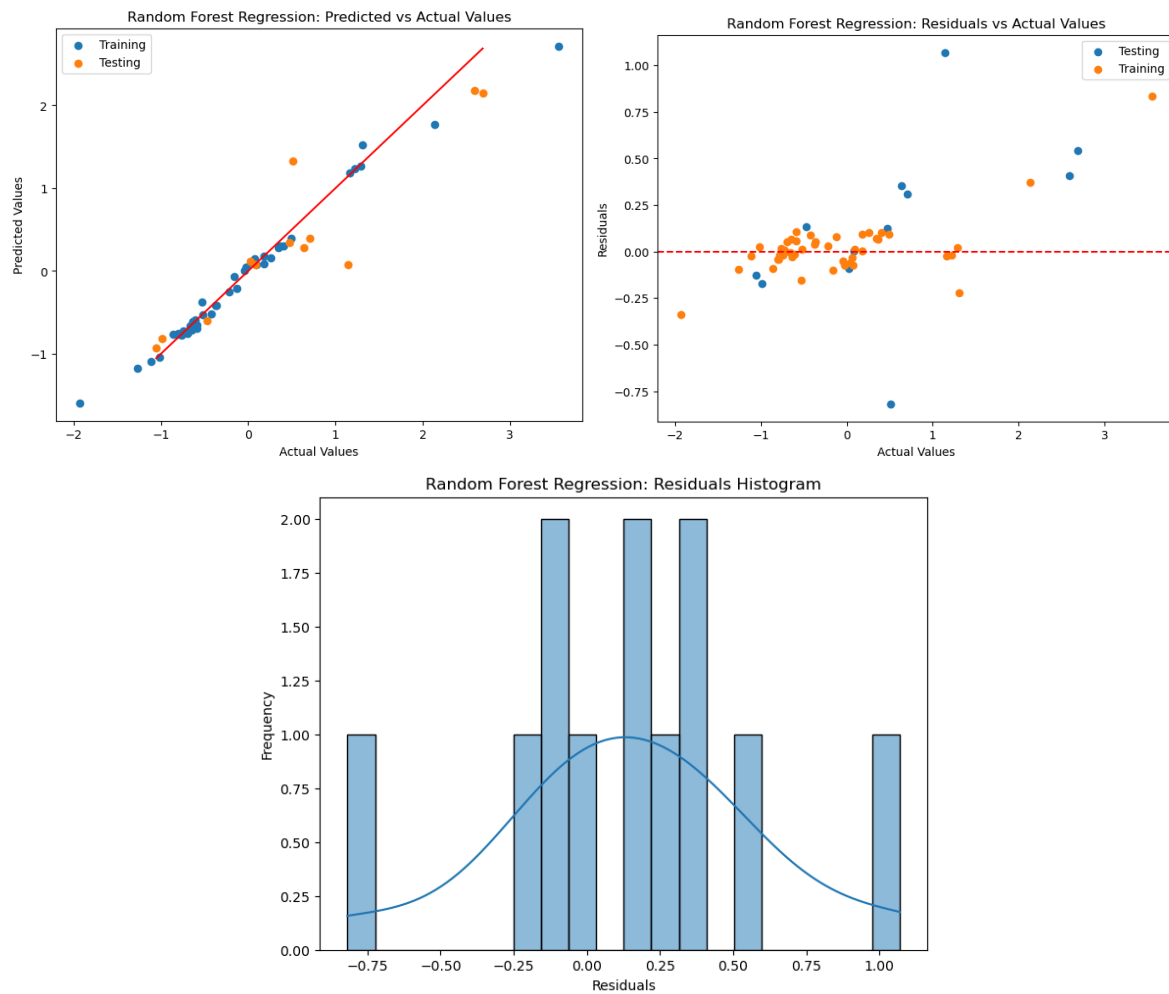 Random Forest Regression: Predicted vs Actual Values
Training
Testing
Predicted Values
2
1
0
−1
−2 −1 0 1 2 3
Actual Values
Random Forest Regression: Residuals vs Actual Values
Testing
Training
Residuals
1.00
0.75
0.50
0.25
0.00
−0.25
−0.50
−0.75
−2 −1 0 1 2 3
Actual Values
Random Forest Regression: Residuals Histogram
Frequency
2.00
1.75
1.50
1.25
1.00
0.75
0.50
0.25
0.00
−0.75 −0.50 −0.25 0.00 0.25 0.50 0.75 1.00
Residuals